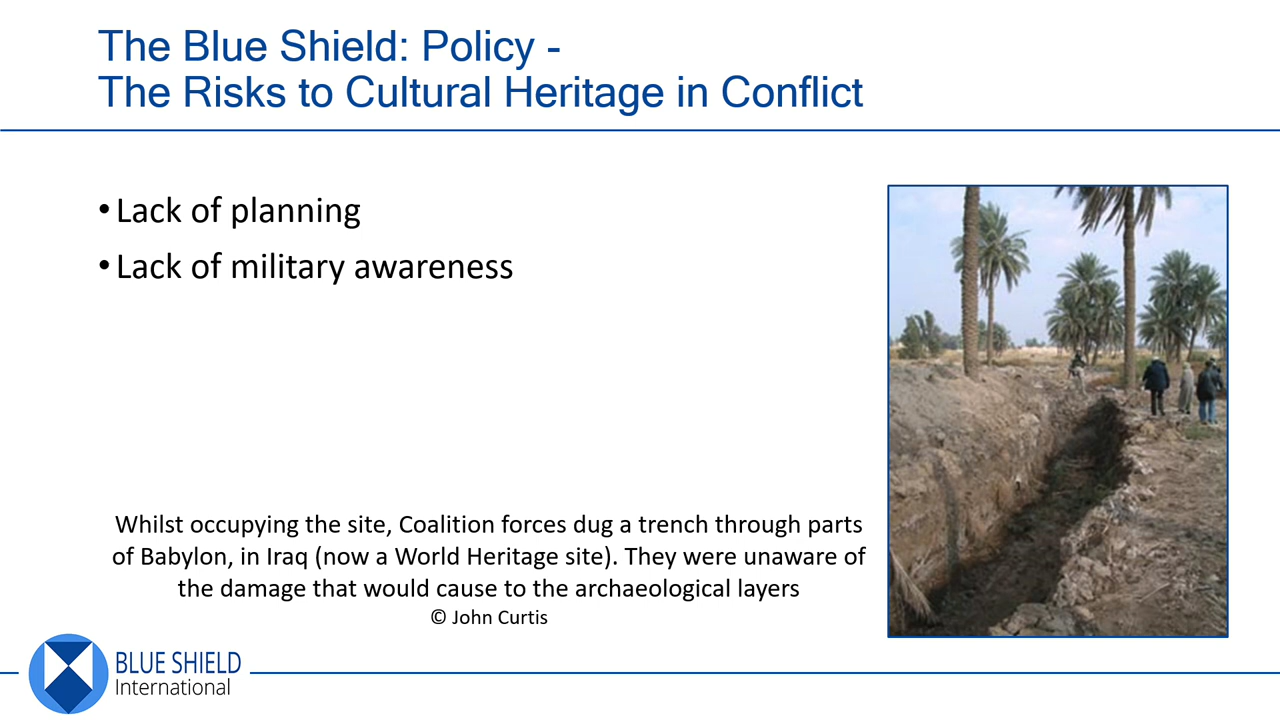 The Blue Shield: Policy -
The Risks to Cultural Heritage in Conflict
• Lack of planning
• Lack of military awareness
Whilst occupying the site, Coalition forces dug a trench through parts
of Babylon, in Iraq (now a World Heritage site). They were unaware of
the damage that would cause to the archaeological layers
© John Curtis
BLUE SHIELD
International